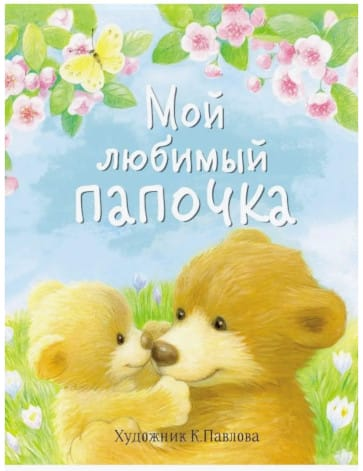 Мой
любимый
папочка
Художник К.Павлова